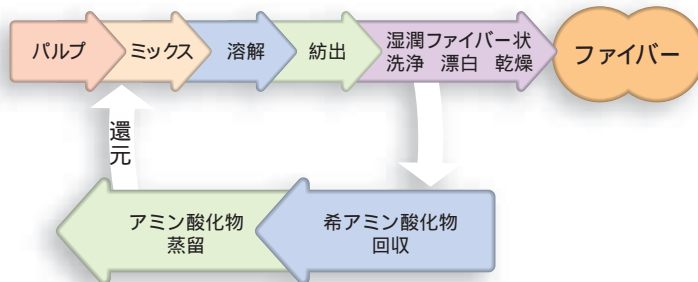 パルプ
ミックス
溶解
紡出
湿潤ファイバー状
洗浄 漂白 乾燥
ファイバー
還元
アミン酸化物
蒸留
希アミン酸化物
回収